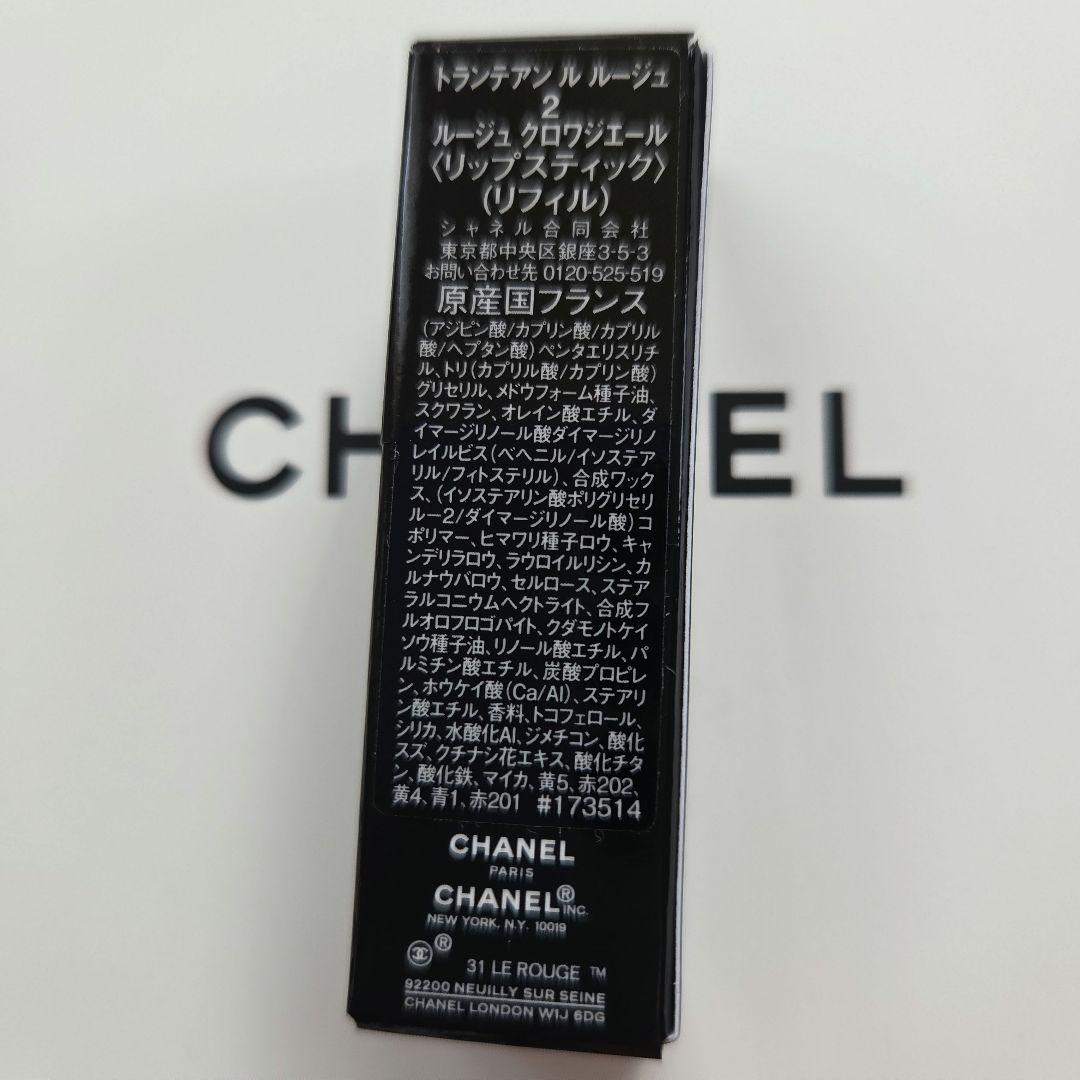 トランテアン ル ルージュ
2
ルージュ クロワジエール
〈リップスティック〉
(リフィル)
シャネル合同会社
東京都中央区銀座3-5-3
お問い合わせ先 0120-525-519
原産国フランス
(アジピン酸/カプリン酸/カプリル
酸/ヘプタン酸)ペンタエリスリチ
ル、トリ(カプリル酸/カプリン酸)
グリセリル、メドウフォーム種子油、
スクワラン、オレイン酸エチル、ダ
イマージリノール酸ダイマージリノ
レイルビス(ベヘニル/イソステア
リル/フィトステリル)、合成ワック
ス、(イソステアリン酸ポリグリセリ
ル－2/ダイマージリノール酸)コ
ポリマー、ヒマワリ種子ロウ、キャ
ンデリラロウ、ラウロイルリシン、カ
ルナウバロウ、セルロース、ステア
ラルコニウムヘクトライト、合成フ
ルオロフロゴパイト、クダモノトケイ
ソウ種子油、リノール酸エチル、パ
ルミチン酸エチル、炭酸プロピレ
ン、ホウケイ酸(Ca/Al)、ステアリ
ン酸エチル、香料、トコフェロール、
シリカ、水酸化Al、ジメチコン、酸化
スズ、クチナシ花エキス、酸化チタ
ン、酸化鉄、マイカ、黄5、赤202、
黄4、青1、赤201 #173514
CHANEL
PARIS
CHANEL® INC.
NEW YORK, N.Y. 10019
®
31 LE ROUGE ™
92200 NEUILLY SUR SEINE
CHANEL LONDON W1J 6DG
CH EL